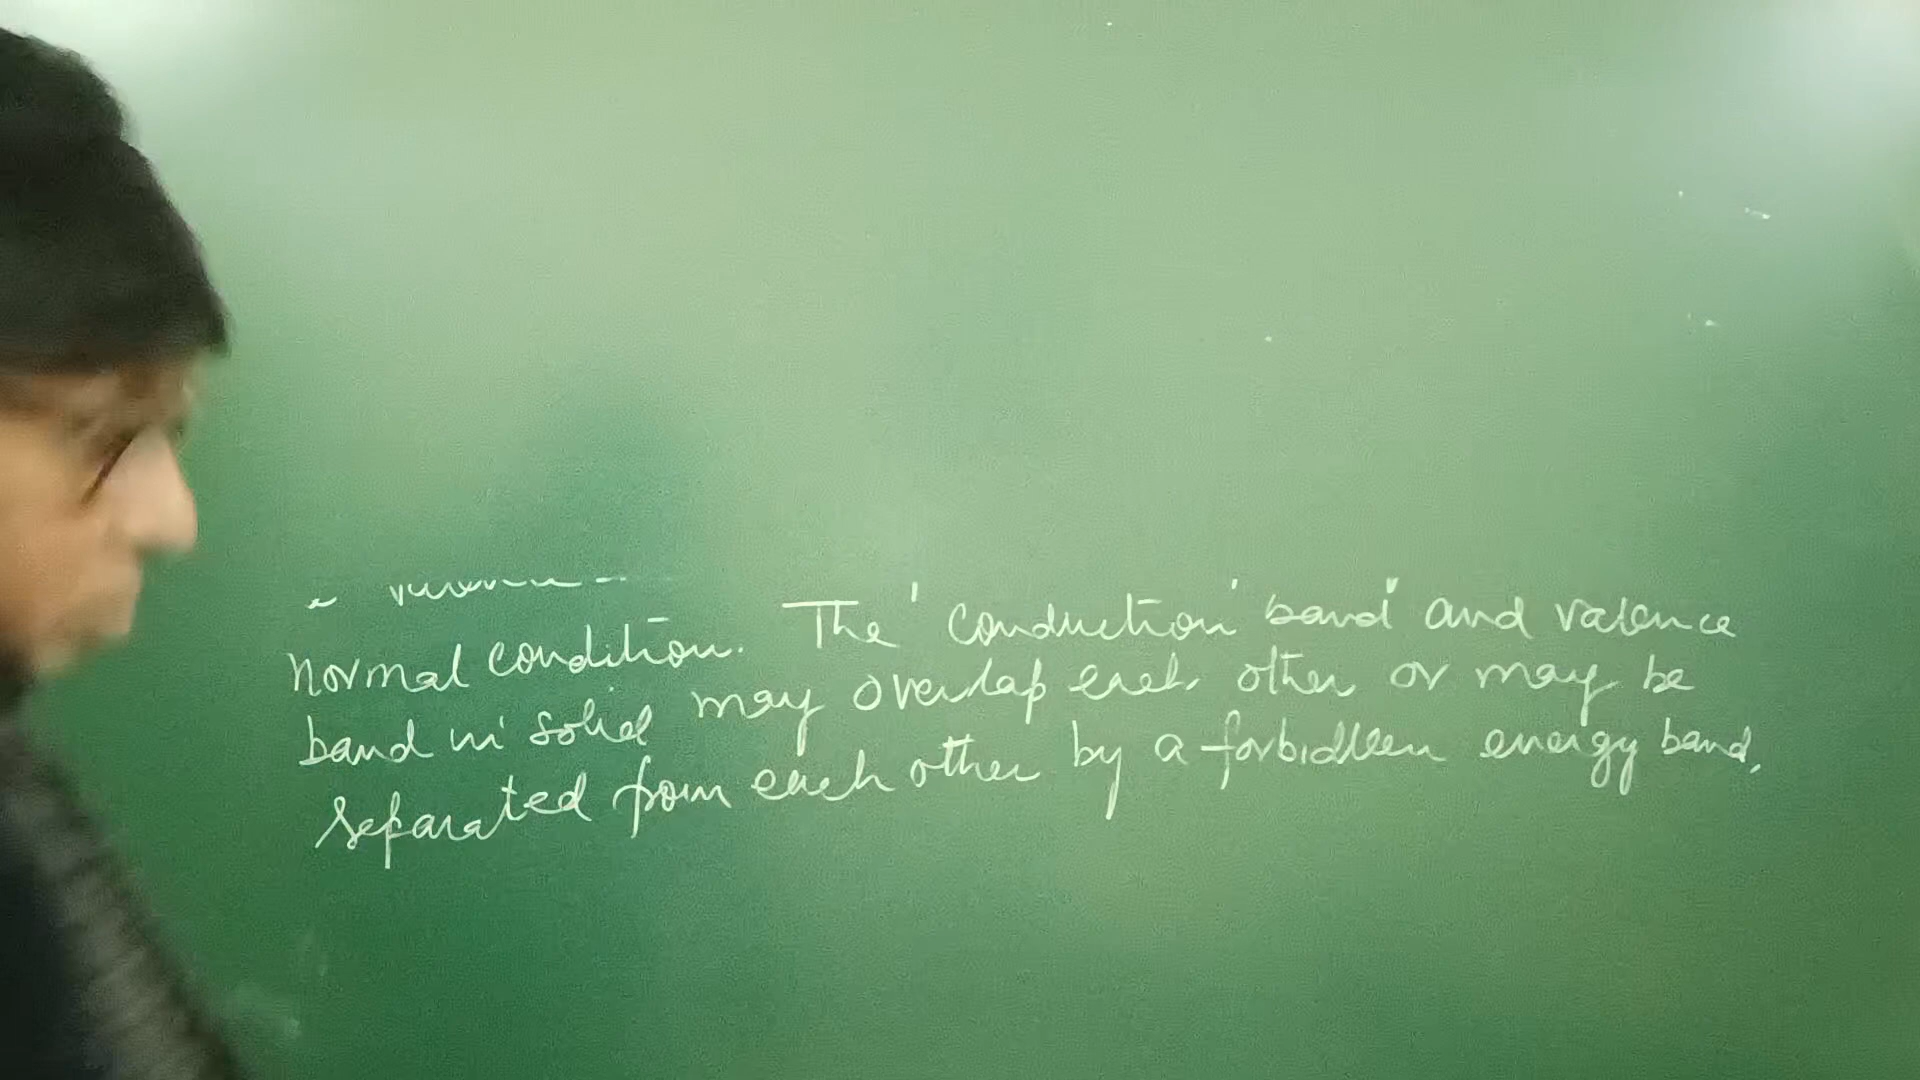 normal condition. The 'conduction' band and valence
band in solid may overlap each other or may be
separated from each other by a forbidden energy band.